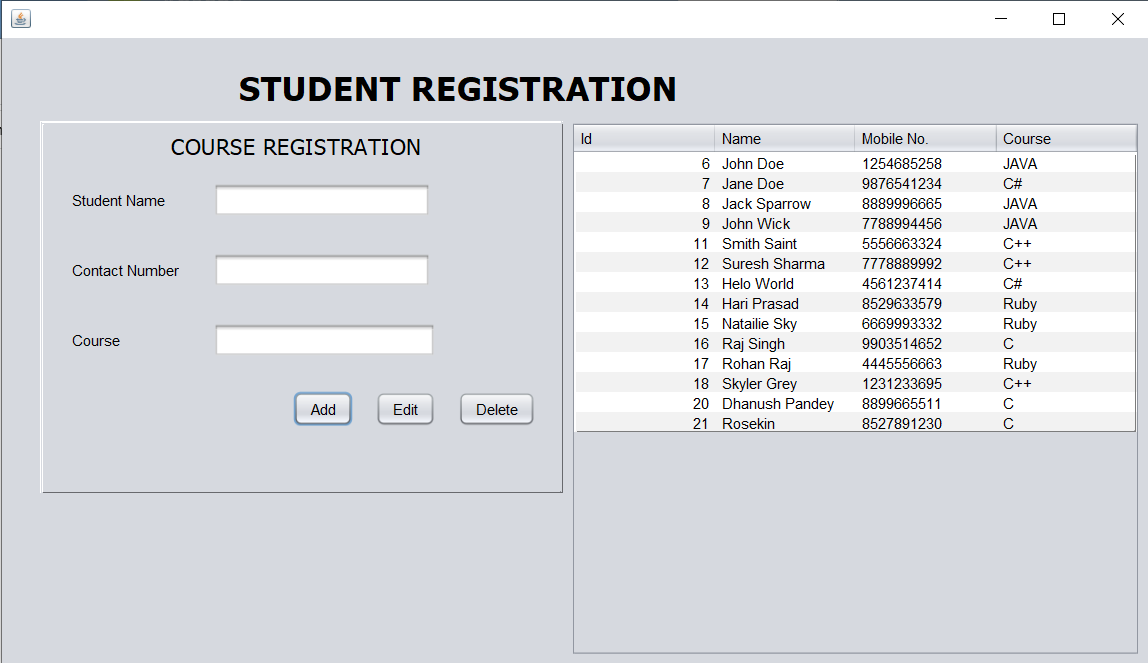 STUDENT REGISTRATION
COURSE REGISTRATION
Student Name
Contact Number
Course
Add Edit Delete
Id Name Mobile No. Course
6 John Doe 1254685258 JAVA
7 Jane Doe 9876541234 C#
8 Jack Sparrow 8889996665 JAVA
9 John Wick 7788994456 JAVA
11 Smith Saint 5556663324 C++
12 Suresh Sharma 7778889992 C++
13 Helo World 4561237414 C#
14 Hari Prasad 8529633579 Ruby
15 Natailie Sky 6669993332 Ruby
16 Raj Singh 9903514652 C
17 Rohan Raj 4445556663 Ruby
18 Skyler Grey 1231233695 C++
20 Dhanush Pandey 8899665511 C
21 Rosekin 8527891230 C